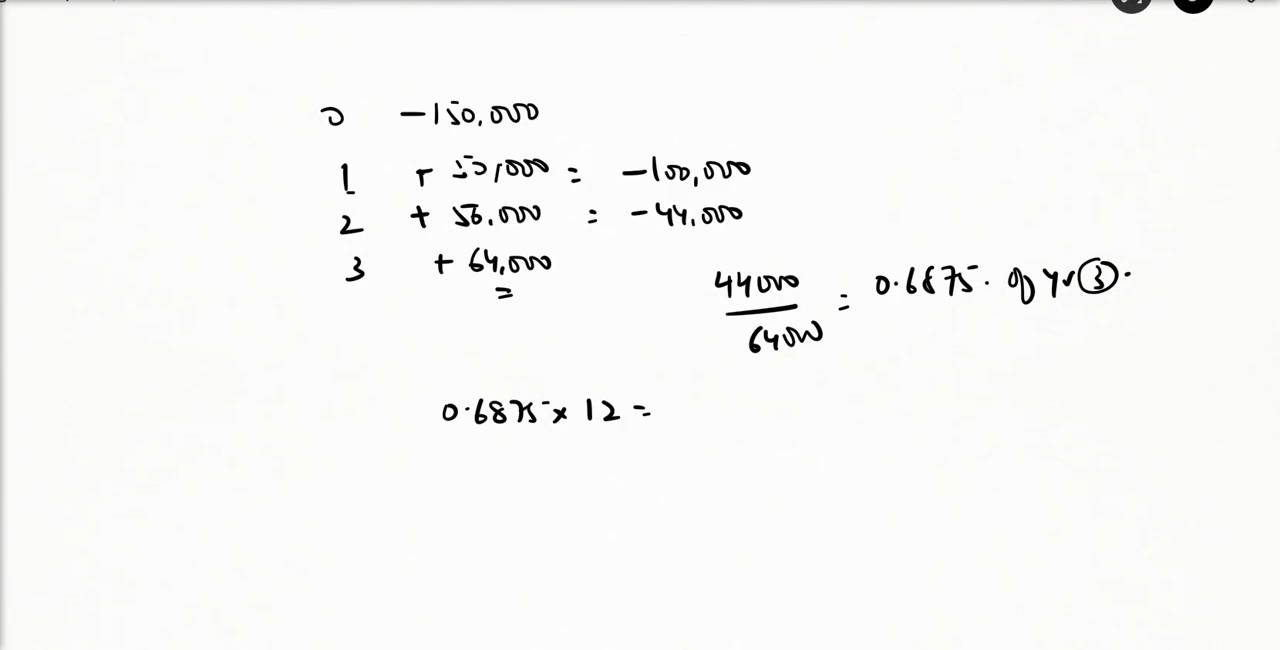 0 -150,000
1 + 50,000 = -100,000
2 + 56,000 = -44,000
3 + 64,000
44000
64000
= 0.6875. of yr 3.
0.6875 x 12 =